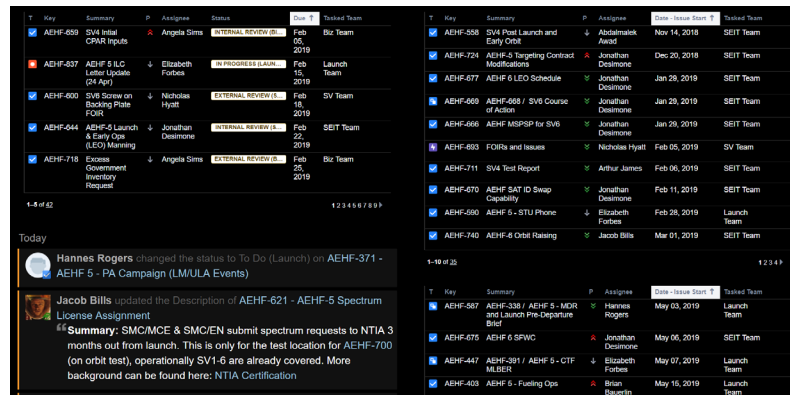 T Key Summary P Assignee Status Due ↑ Tasked Team
AEHF-659 SV4 Intial CPAR Inputs Angela Sims INTERNAL REVIEW (BI... Feb 05, 2019 Biz Team
AEHF-837 AEHF 5 ILC Letter Update (24 Apr) Elizabeth Forbes IN PROGRESS (LAUN... Feb 15, 2019 Launch Team
AEHF-600 SV6 Screw on Backing Plate FOIR Nicholas Hyatt EXTERNAL REVIEW (S... Feb 18, 2019 SV Team
AEHF-644 AEHF-5 Launch & Early Ops (LEO) Manning Jonathan Desimone INTERNAL REVIEW (S... Feb 22, 2019 SEIT Team
AEHF-718 Excess Government Inventory Request Angela Sims EXTERNAL REVIEW (B... Feb 25, 2019 Biz Team
1–5 of 42 1 2 3 4 5 6 7 8 9
Today
Hannes Rogers changed the status to To Do (Launch) on AEHF-371 -
AEHF 5 - PA Campaign (LM/ULA Events)
Jacob Bills updated the Description of AEHF-621 - AEHF-5 Spectrum
License Assignment
“Summary: SMC/MCE & SMC/EN submit spectrum requests to NTIA 3
months out from launch. This is only for the test location for AEHF-700
(on orbit test), operationally SV1-6 are already covered. More
background can be found here: NTIA Certification
T Key Summary P Assignee Date - Issue Start ↑ Tasked Team
AEHF-558 SV4 Post Launch and Early Orbit Abdalmalek Awad Nov 14, 2018 SEIT Team
AEHF-724 AEHF-5 Targeting Contract Modifications Jonathan Desimone Dec 20, 2018 SEIT Team
AEHF-677 AEHF 6 LEO Schedule Jonathan Desimone Jan 29, 2019 SEIT Team
AEHF-669 AEHF-668 / SV6 Course of Action Jonathan Desimone Jan 29, 2019 SEIT Team
AEHF-666 AEHF MSPSP for SV6 Jonathan Desimone Jan 29, 2019 SEIT Team
AEHF-693 FOIRs and Issues Nicholas Hyatt Feb 05, 2019 SV Team
AEHF-711 SV4 Test Report Arthur James Feb 06, 2019 SEIT Team
AEHF-670 AEHF SAT ID Swap Capability Jonathan Desimone Feb 11, 2019 SEIT Team
AEHF-590 AEHF 5 - STU Phone Elizabeth Forbes Feb 28, 2019 Launch Team
AEHF-740 AEHF-6 Orbit Raising Jacob Bills Mar 01, 2019 SEIT Team
1–10 of 35 1 2 3 4
T Key Summary P Assignee Date - Issue Start ↑ Tasked Team
AEHF-587 AEHF-338 / AEHF 5 - MDR and Launch Pre-Departure Brief Hannes Rogers May 03, 2019 Launch Team
AEHF-675 AEHF 6 SFWC Jonathan Desimone May 06, 2019 SEIT Team
AEHF-447 AEHF-391 / AEHF 5 - CTF MLBER Elizabeth Forbes May 07, 2019 Launch Team
AEHF-403 AEHF 5 - Fueling Ops Brian Bauerlin May 15, 2019 Launch Team